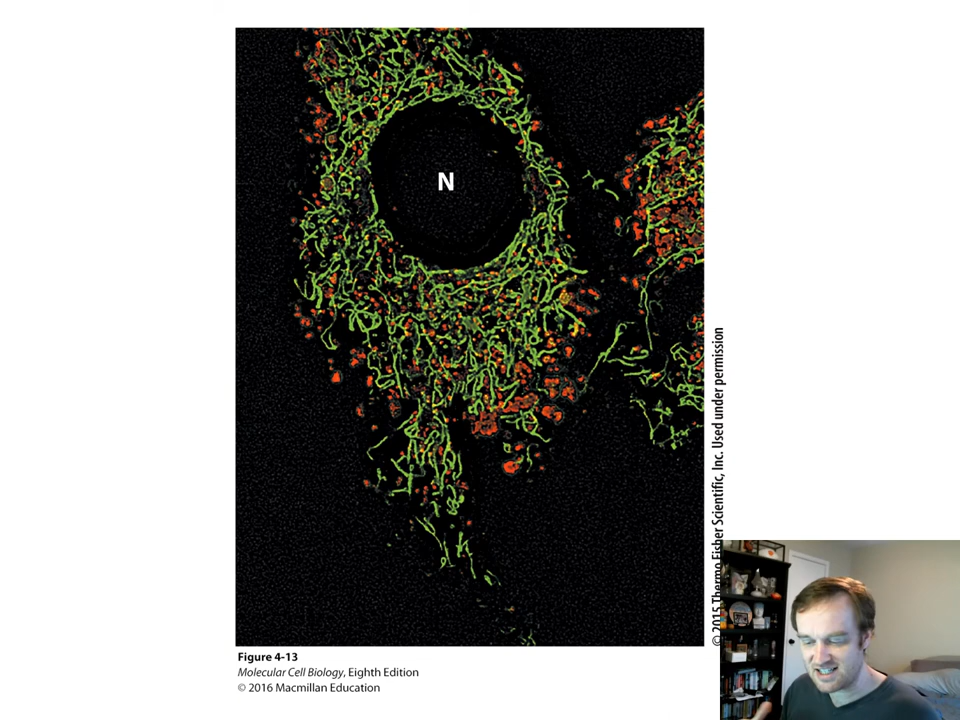 N
© 2015 Thermo Fisher Scientific, Inc. Used under permission
Figure 4-13
Molecular Cell Biology, Eighth Edition
© 2016 Macmillan Education